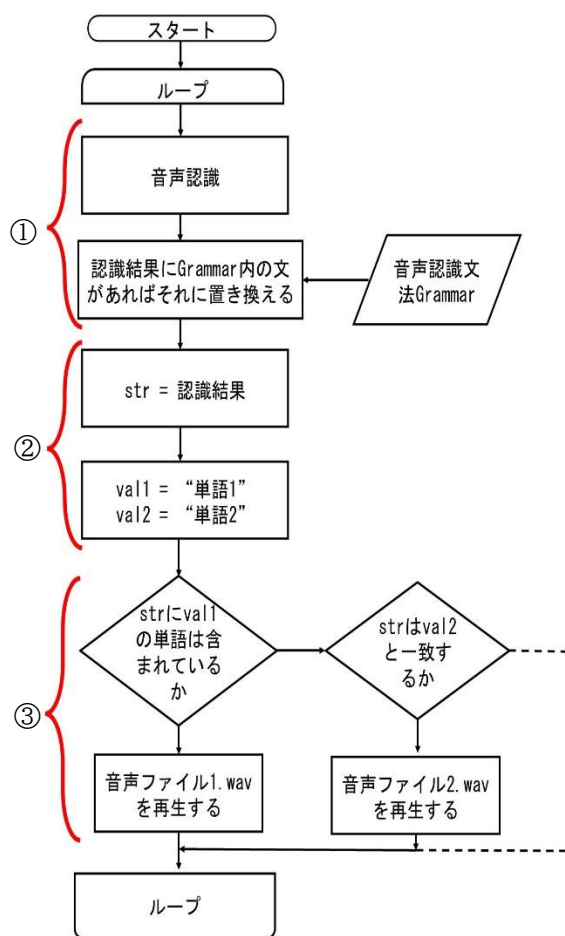 スタート
ループ
①
音声認識
認識結果にGrammar内の文
があればそれに置き換える
音声認識文
法Grammar
②
str = 認識結果
val1 = “単語1”
val2 = “単語2”
③
strにval1
の単語は含
まれている
か
strはval2
と一致す
るか
音声ファイル1.wav
を再生する
音声ファイル2.wav
を再生する
ループ